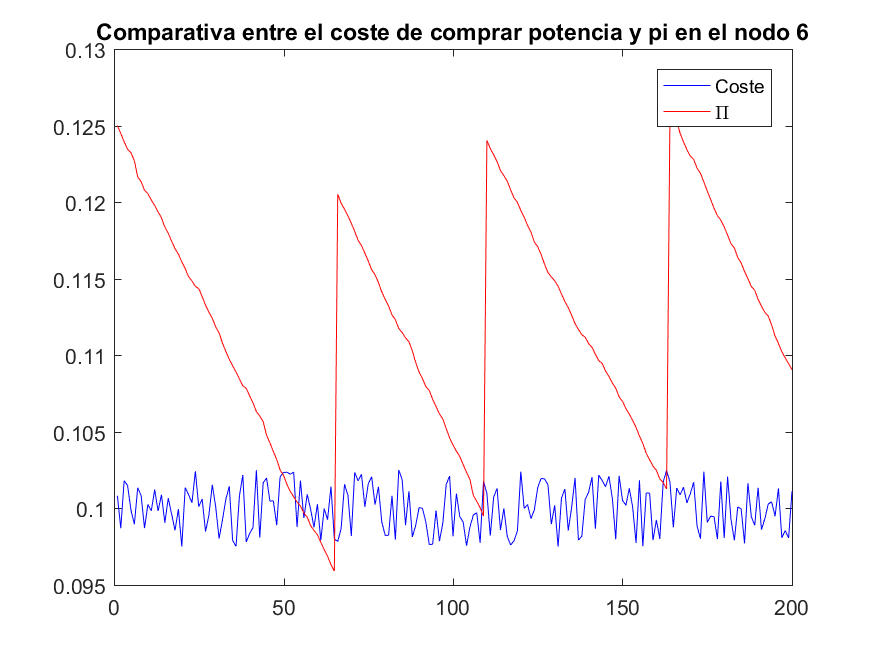 Comparativa entre el coste de comprar potencia y pi en el nodo 6
0.13
0.125
0.12
0.115
0.11
0.105
0.1
0.095
0 50 100 150 200
Coste
Π